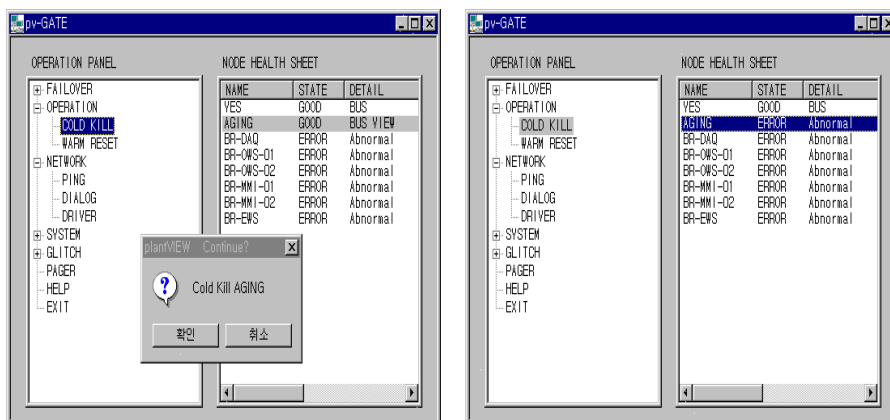 pv-GATE
OPERATION PANEL
NODE HEALTH SHEET
FAILOVER
OPERATION
COLD KILL
WARM RESET
NETWORK
PING
DIALOG
DRIVER
SYSTEM
GLITCH
PAGER
HELP
EXIT
NAME STATE DETAIL
YES GOOD BUS
AGING GOOD BUS VIEW
BR-DAQ ERROR Abnormal
BR-OWS-01 ERROR Abnormal
BR-OWS-02 ERROR Abnormal
BR-MMI-01 ERROR Abnormal
BR-MMI-02 ERROR Abnormal
BR-EWS ERROR Abnormal
plantVIEW Continue?
Cold Kill AGING
확인 취소
pv-GATE
OPERATION PANEL
NODE HEALTH SHEET
FAILOVER
OPERATION
COLD KILL
WARM RESET
NETWORK
PING
DIALOG
DRIVER
SYSTEM
GLITCH
PAGER
HELP
EXIT
NAME STATE DETAIL
YES GOOD BUS
AGING ERROR Abnormal
BR-DAQ ERROR Abnormal
BR-OWS-01 ERROR Abnormal
BR-OWS-02 ERROR Abnormal
BR-MMI-01 ERROR Abnormal
BR-MMI-02 ERROR Abnormal
BR-EWS ERROR Abnormal